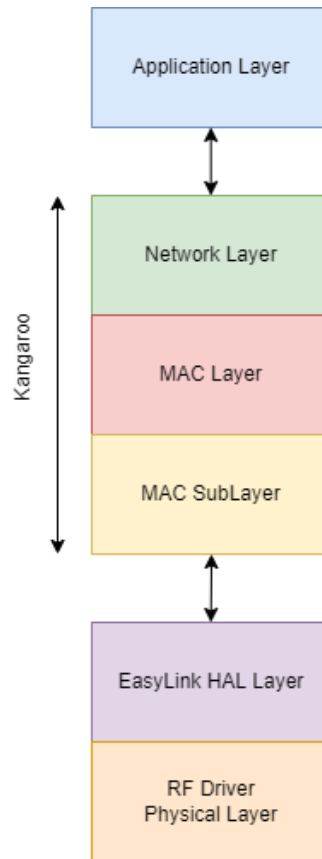 Application Layer
Network Layer
Kangaroo
MAC Layer
MAC SubLayer
EasyLink HAL Layer
RF Driver
Physical Layer